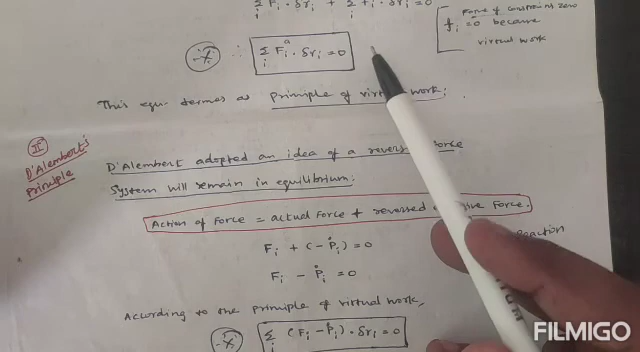 Σ Fi . δri + Σ fi . δri = 0
i i
Force of constraint zero
fi = 0 because
virtual work
∴ Σ Fiᵃ . δri = 0
i
This equn termes as principle of virtual work.
II
D'Alembert's
Principle
D'Alembert adopted an idea of a force
System will remain in equilibrium.
Action of Force = actual Force + reversed Force.
Fi + (-Ṗi) = 0
Fi - Ṗi = 0
According to the principle of virtual work,
Σ (Fi - Ṗi) . δri = 0
i
FILMIGO